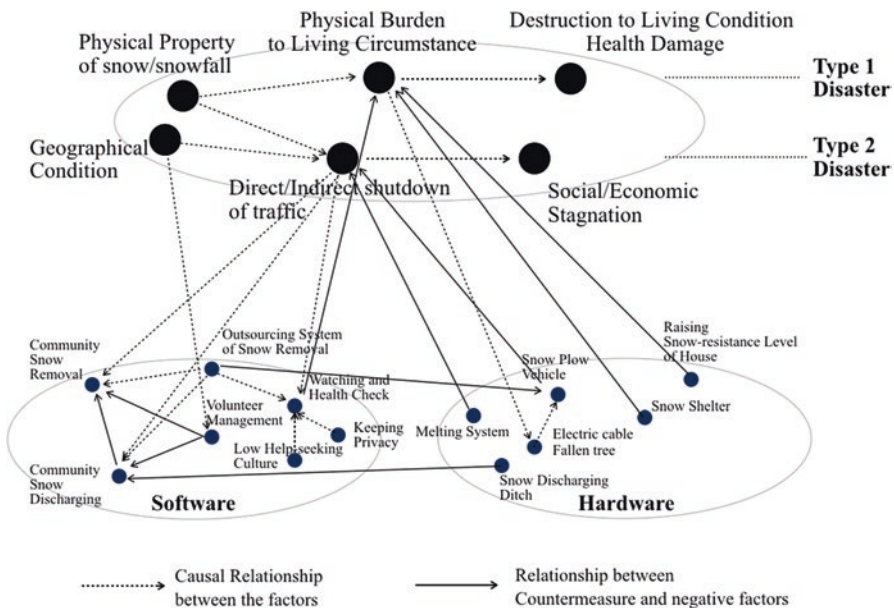 Physical Burden
to Living Circumstance
Destruction to Living Condition
Health Damage
Physical Property
of snow/snowfall
Type 1
Disaster
Geographical
Condition
Type 2
Disaster
Direct/Indirect shutdown
of traffic
Social/Economic
Stagnation
Community
Snow
Removal
Outsourcing System
of Snow Removal
Raising
Snow-resistance Level
of House
Snow Plow
Vehicle
Watching and
Health Check
Volunteer
Management
Snow Shelter
Keeping
Privacy
Melting System
Electric cable
Fallen tree
Low Help-seeking
Culture
Community
Snow
Discharging
Snow Discharging
Ditch
Software
Hardware
Causal Relationship
between the factors
Relationship between
Countermeasure and negative factors